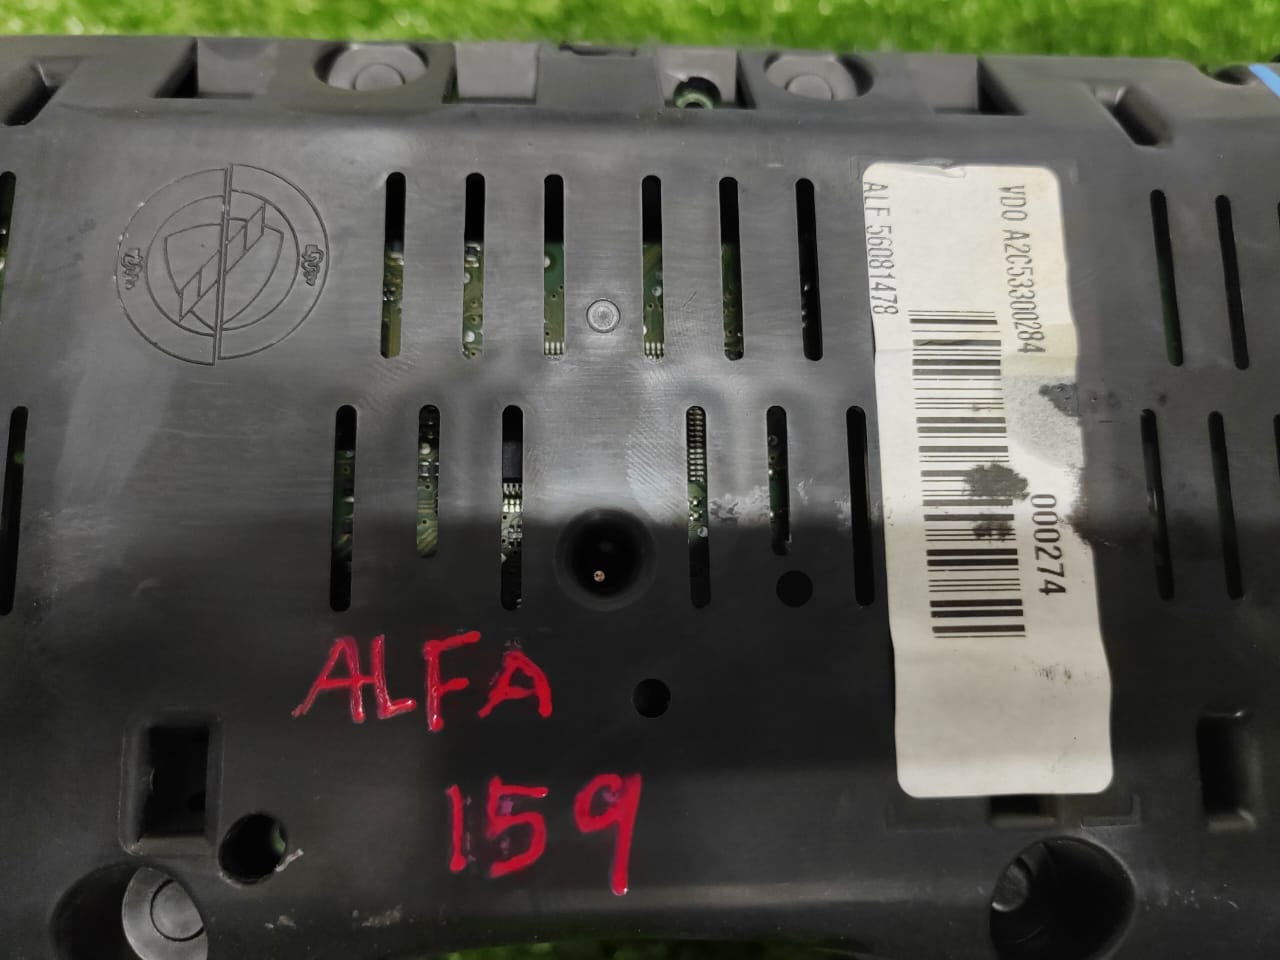 VDO A2C53300284
ALF 56081478
000274
ALFA
159